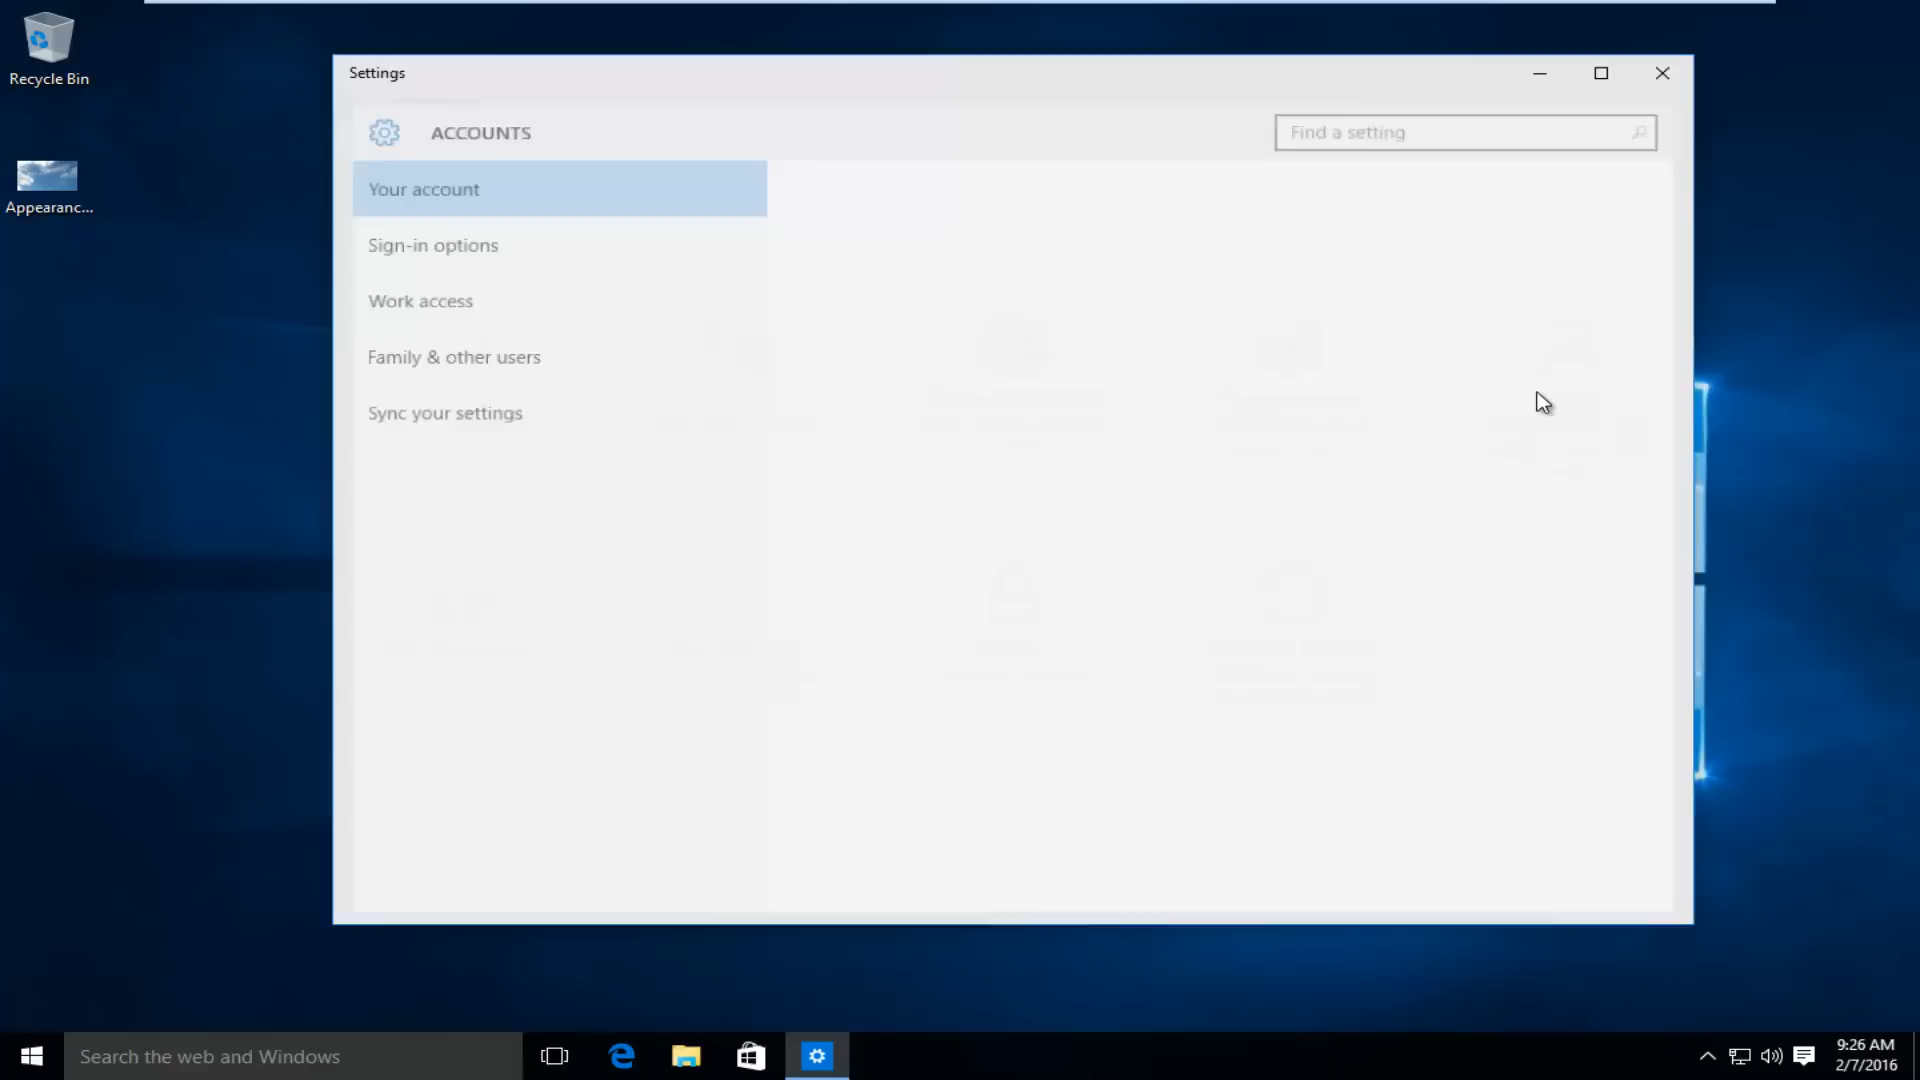 Recycle Bin
Appearanc...
Settings
ACCOUNTS
Find a setting
Your account
Sign-in options
Work access
Family & other users
Sync your settings
Search the web and Windows
9:26 AM
2/7/2016